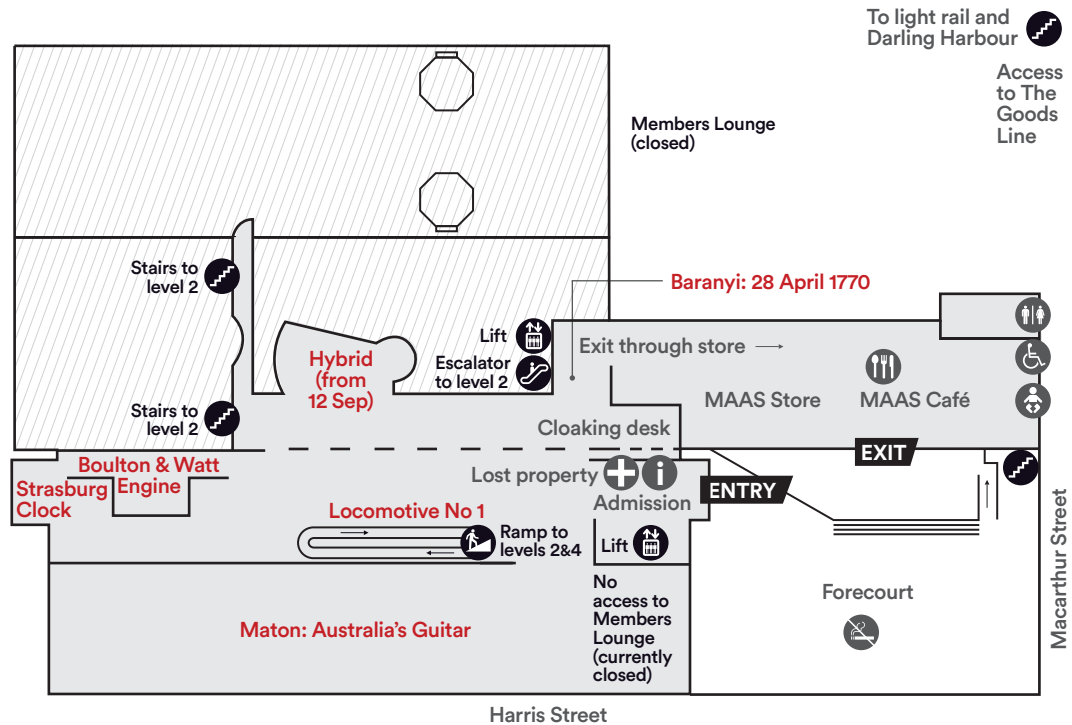 To light rail and
Darling Harbour
Access
to The
Goods
Line
Members Lounge
(closed)
Stairs to
level 2
Baranyi: 28 April 1770
Lift
Exit through store
Hybrid
(from
12 Sep)
Escalator
to level 2
MAAS Store
MAAS Café
Stairs to
level 2
Cloaking desk
EXIT
Boulton & Watt
Engine
Strasburg
Clock
Lost property
i
ENTRY
Admission
Locomotive No 1
Ramp to
levels 2&4
Lift
No
access to
Members
Lounge
(currently
closed)
Forecourt
Macarthur Street
Maton: Australia's Guitar
Harris Street